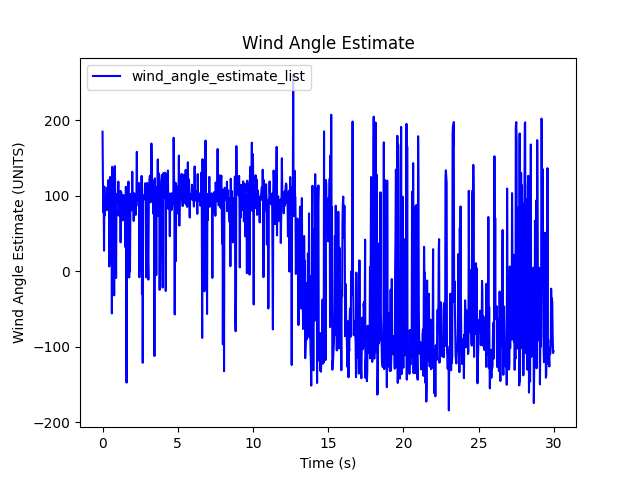 Wind Angle Estimate
wind_angle_estimate_list
Wind Angle Estimate (UNITS)
200
100
0
−100
−200
0 5 10 15 20 25 30
Time (s)